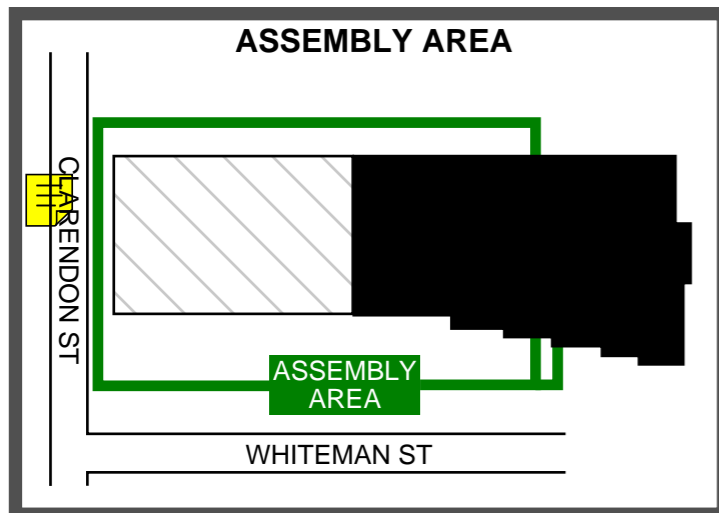 ASSEMBLY AREA
CLARENDON ST
ASSEMBLY
AREA
WHITEMAN ST